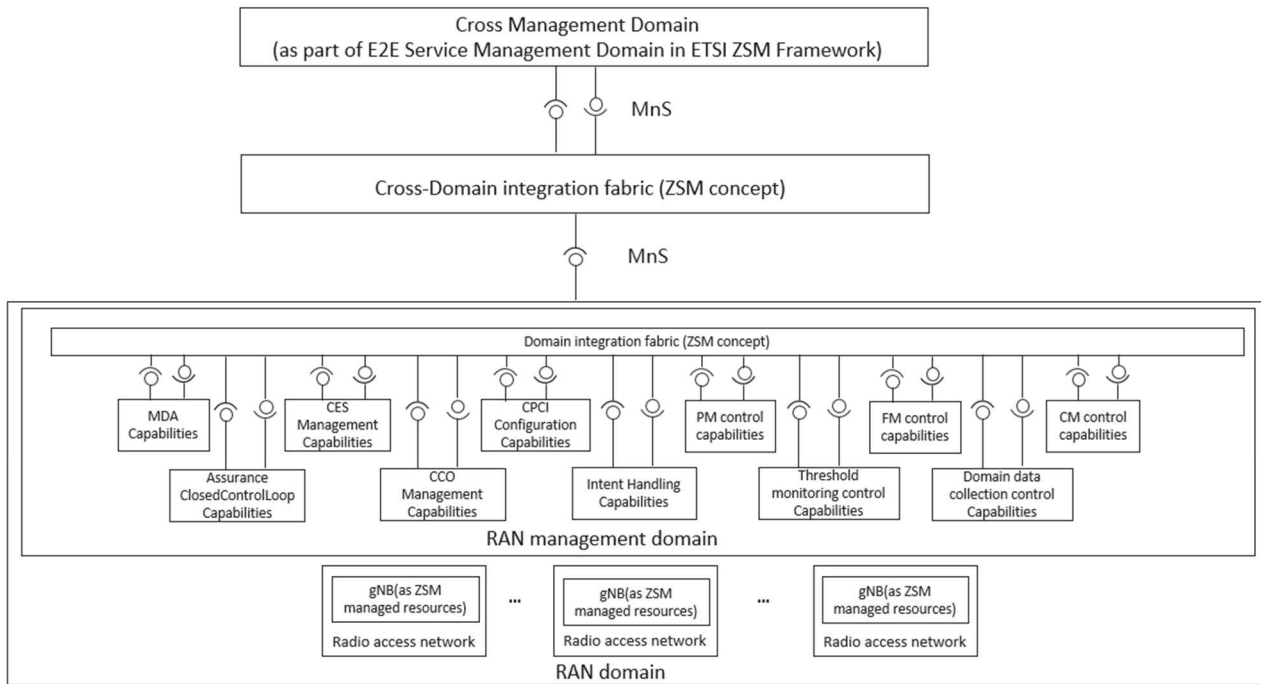 Cross Management Domain
(as part of E2E Service Management Domain in ETSI ZSM Framework)
MnS
Cross-Domain integration fabric (ZSM concept)
MnS
Domain integration fabric (ZSM concept)
MDA
Capabilities
CES
Management
Capabilities
CPCI
Configuration
Capabilities
PM control
capabilities
FM control
capabilities
CM control
capabilities
Assurance
ClosedControlLoop
Capabilities
CCO
Management
Capabilities
Intent Handling
Capabilities
Threshold
monitoring control
Capabilities
Domain data
collection control
Capabilities
RAN management domain
gNB(as ZSM
managed resources)
Radio access network
...
gNB(as ZSM
managed resources)
Radio access network
...
gNB(as ZSM
managed resources)
Radio access network
RAN domain